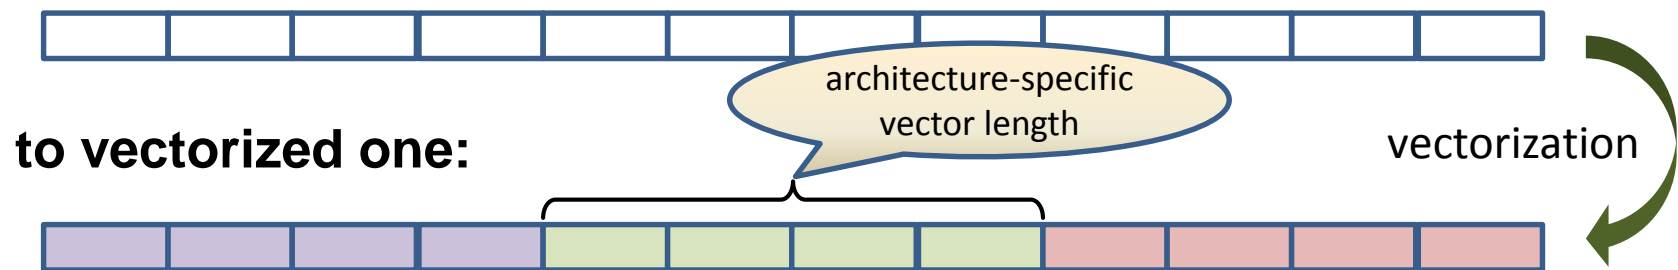 architecture-specific
vector length
to vectorized one:
vectorization